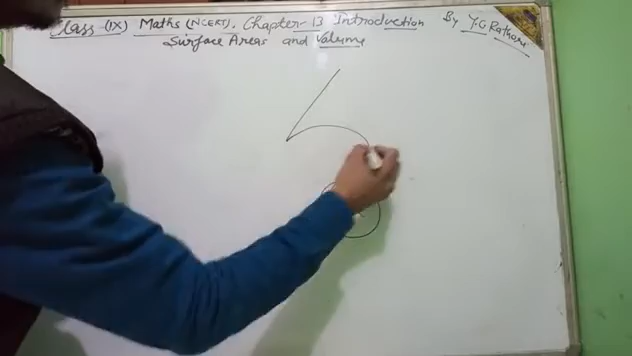 Class (IX) Maths (NCERT). Chapter 13 Introduction By Y.G Rathore
Surface Areas and Volume